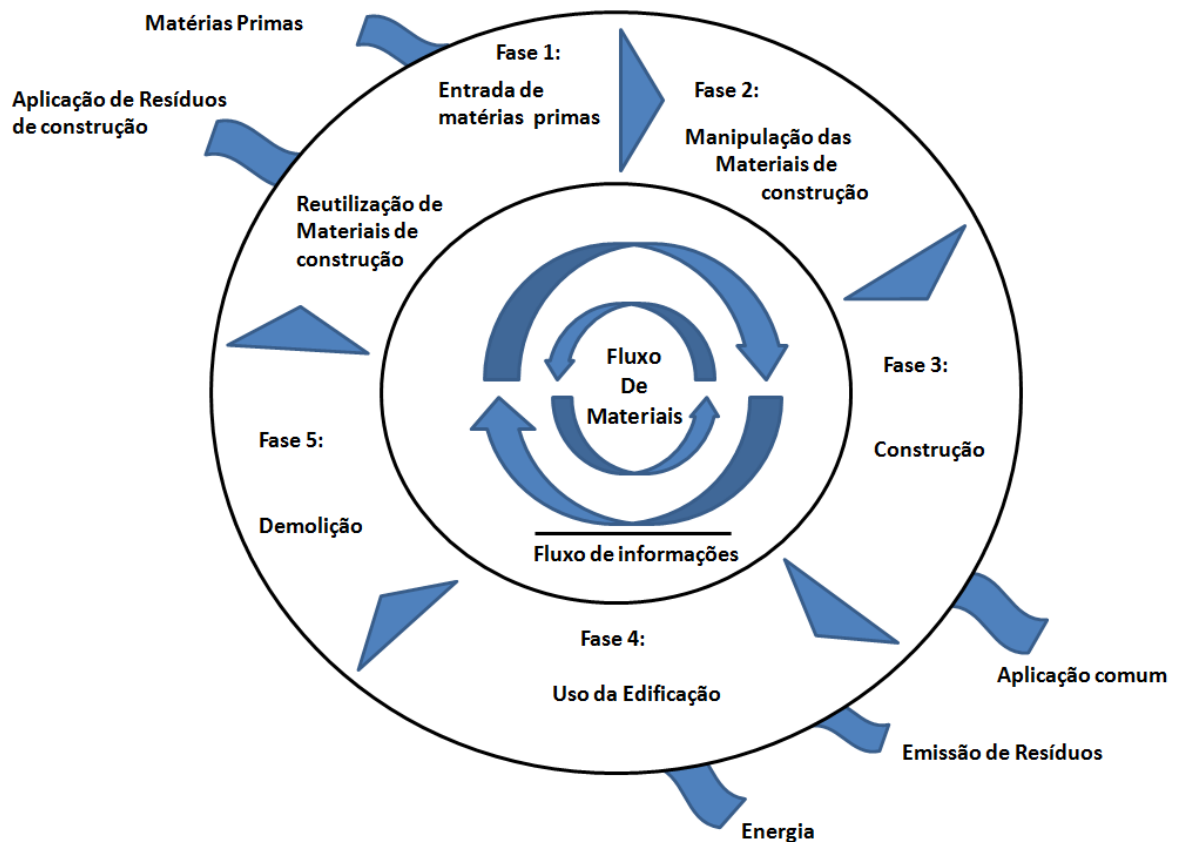 Matérias Primas
Aplicação de Resíduos
de construção
Fase 1:
Entrada de
matérias primas
Fase 2:
Manipulação das
Materiais de
construção
Reutilização de
Materiais de
construção
Fluxo
De
Materiais
Fase 3:
Construção
Fase 5:
Demolição
Fluxo de informações
Fase 4:
Uso da Edificação
Aplicação comum
Emissão de Resíduos
Energia